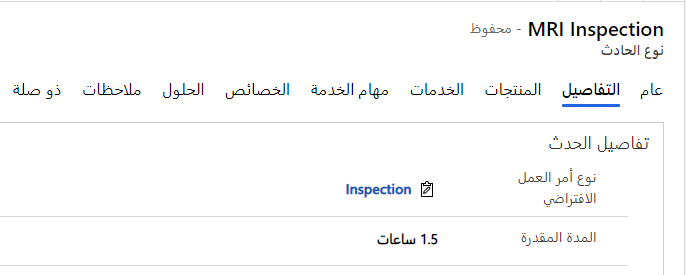 MRI Inspection - محفوظ
نوع الحادث
عام التفاصيل المنتجات الخدمات مهام الخدمة الخصائص الحلول ملاحظات ذو صلة
تفاصيل الحدث
نوع أمر العمل
الافتراضي
Inspection
المدة المقدرة
1.5 ساعات